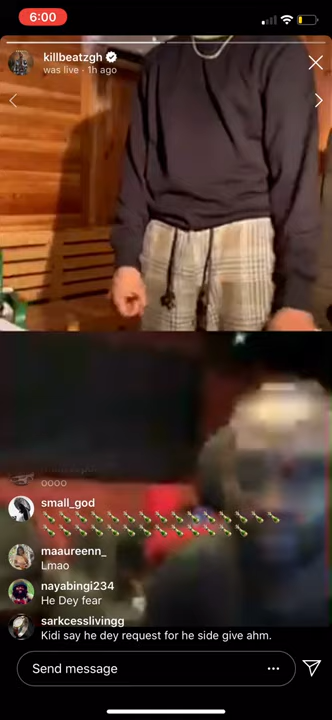 6:00
killbeatzgh
was live · 1h ago
oooo
small_god
maaureenn_
Lmao
nayabingi234
He Dey fear
sarkcesslivingg
Kidi say he dey request for he side give ahm.
Send message